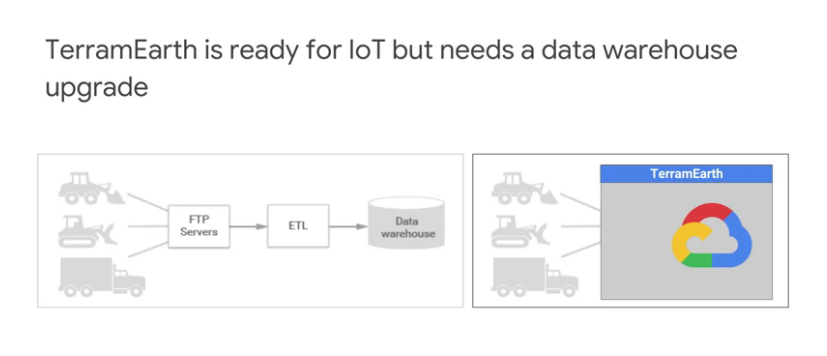 TerramEarth is ready for IoT but needs a data warehouse
upgrade
FTP
Servers
ETL
Data
warehouse
TerramEarth